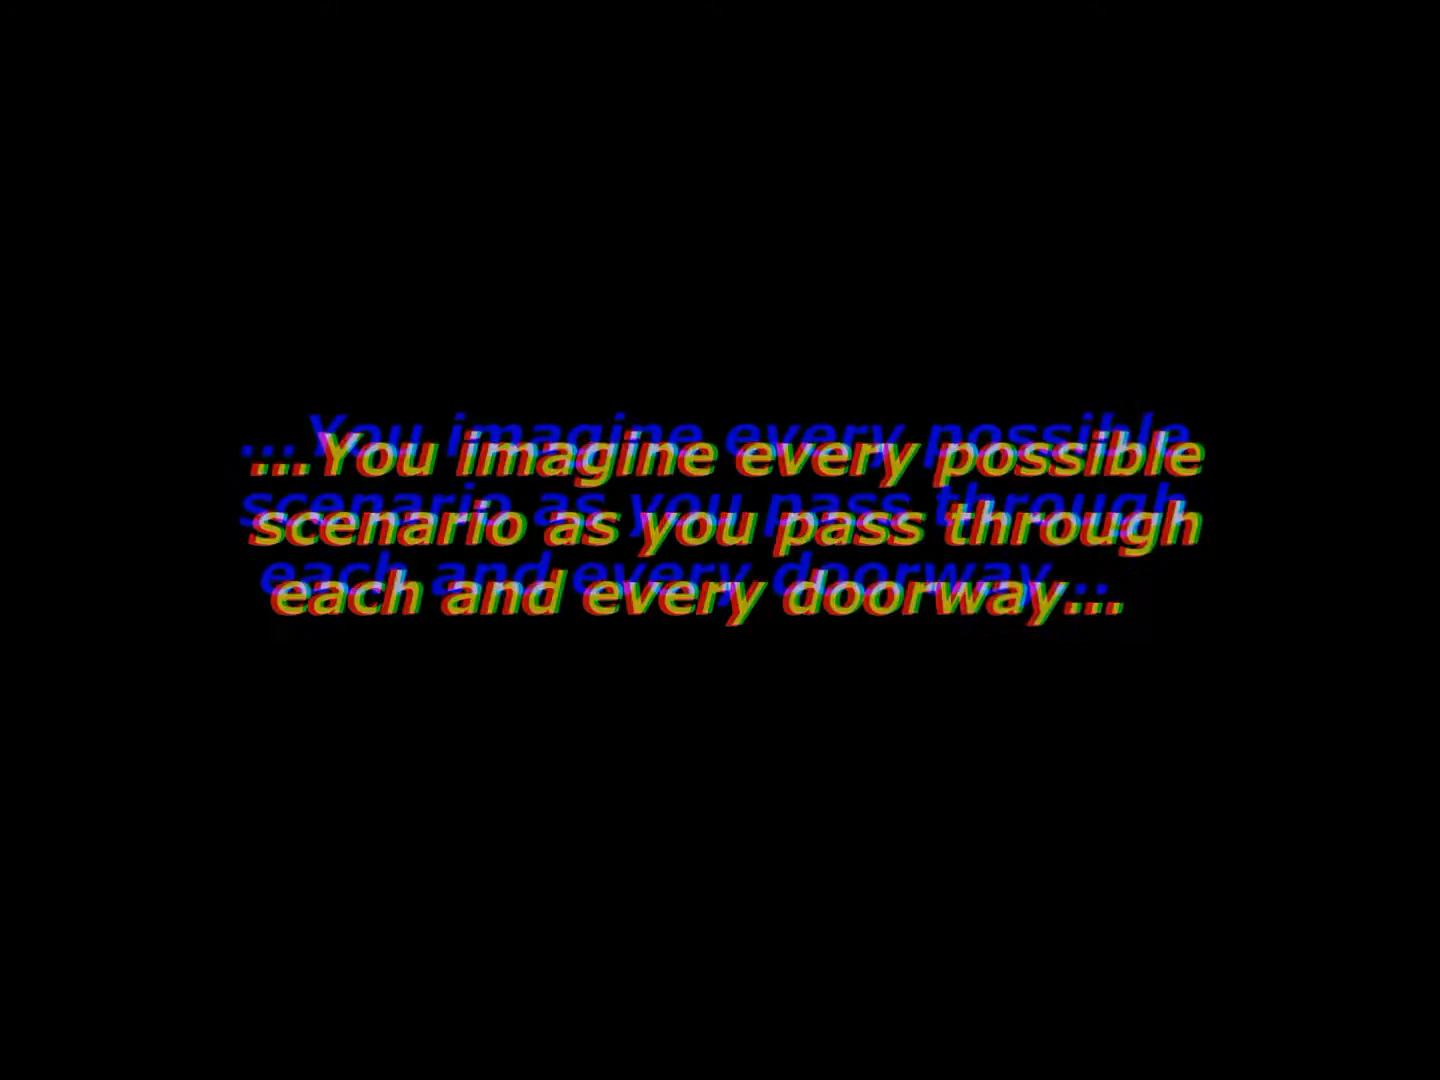 ...You imagine every possible
scenario as you pass through
each and every doorway...